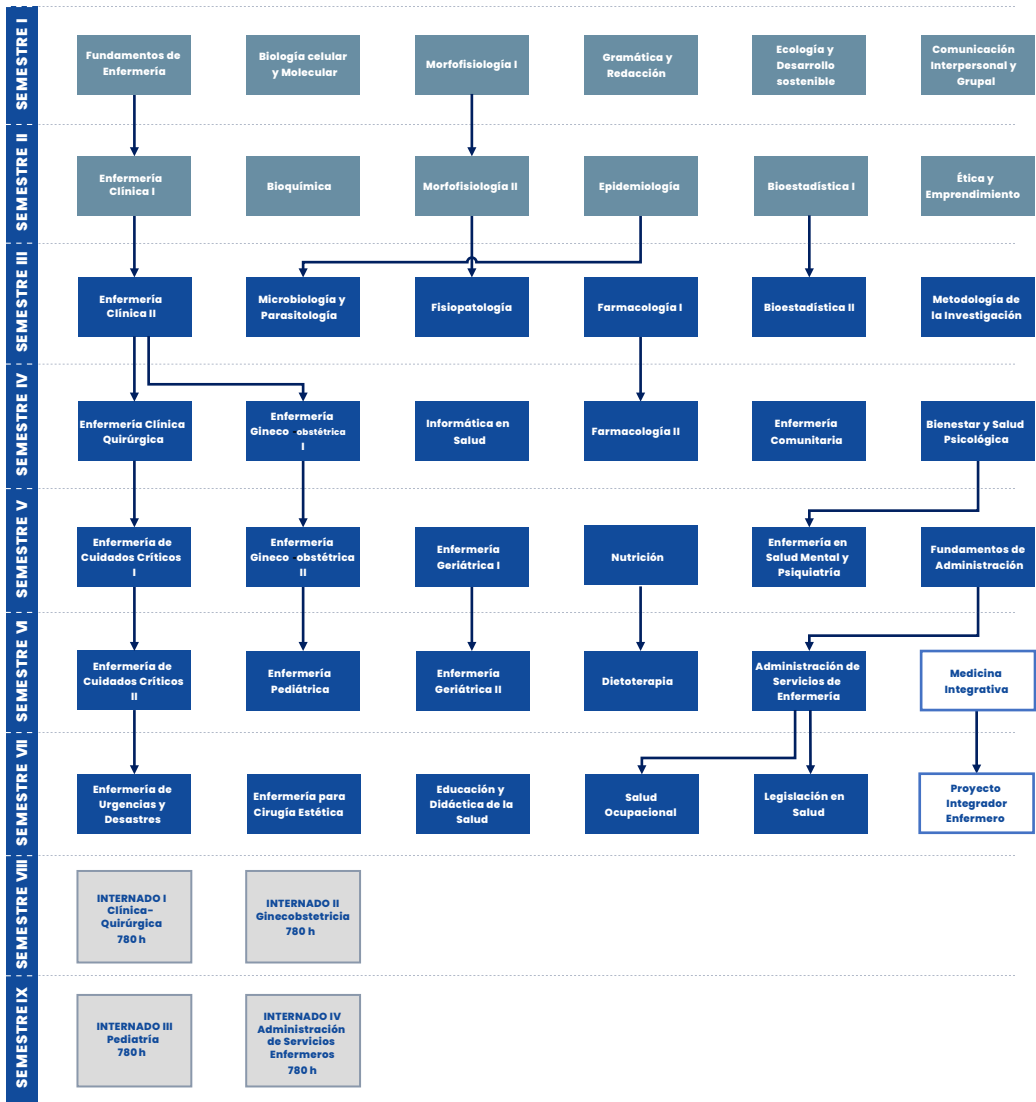 SEMESTRE I
Fundamentos de
Enfermería
Biología celular
y Molecular
Morfofisiología I
Gramática y
Redacción
Ecología y
Desarrollo
sostenible
Comunicación
Interpersonal y
Grupal
SEMESTRE II
Enfermería
Clínica I
Bioquímica
Morfofisiología II
Epidemiología
Bioestadística I
Ética y
Emprendimiento
SEMESTRE III
Enfermería
Clínica II
Microbiología y
Parasitología
Fisiopatología
Farmacología I
Bioestadística II
Metodología de
la Investigación
SEMESTRE IV
Enfermería Clínica
Quirúrgica
Enfermería
Gineco obstétrica
I
Informática en
Salud
Farmacología II
Enfermería
Comunitaria
Bienestar y Salud
Psicológica
SEMESTRE V
Enfermería de
Cuidados Críticos
I
Enfermería
Gineco obstétrica
II
Enfermería
Geriátrica I
Nutrición
Enfermería en
Salud Mental y
Psiquiatría
Fundamentos de
Administración
SEMESTRE VI
Enfermería de
Cuidados Críticos
II
Enfermería
Pediátrica
Enfermería
Geriátrica II
Dietoterapia
Administración de
Servicios de
Enfermería
Medicina
Integrativa
SEMESTRE VII
Enfermería de
Urgencias y
Desastres
Enfermería para
Cirugía Estética
Educación y
Didáctica de la
Salud
Salud
Ocupacional
Legislación en
Salud
Proyecto
Integrador
Enfermero
SEMESTRE VIII
INTERNADO I
Clínica-
Quirúrgica
780 h
INTERNADO II
Ginecobstetricia
780 h
SEMESTRE IX
INTERNADO III
Pediatría
780 h
INTERNADO IV
Administración
de Servicios
Enfermeros
780 h